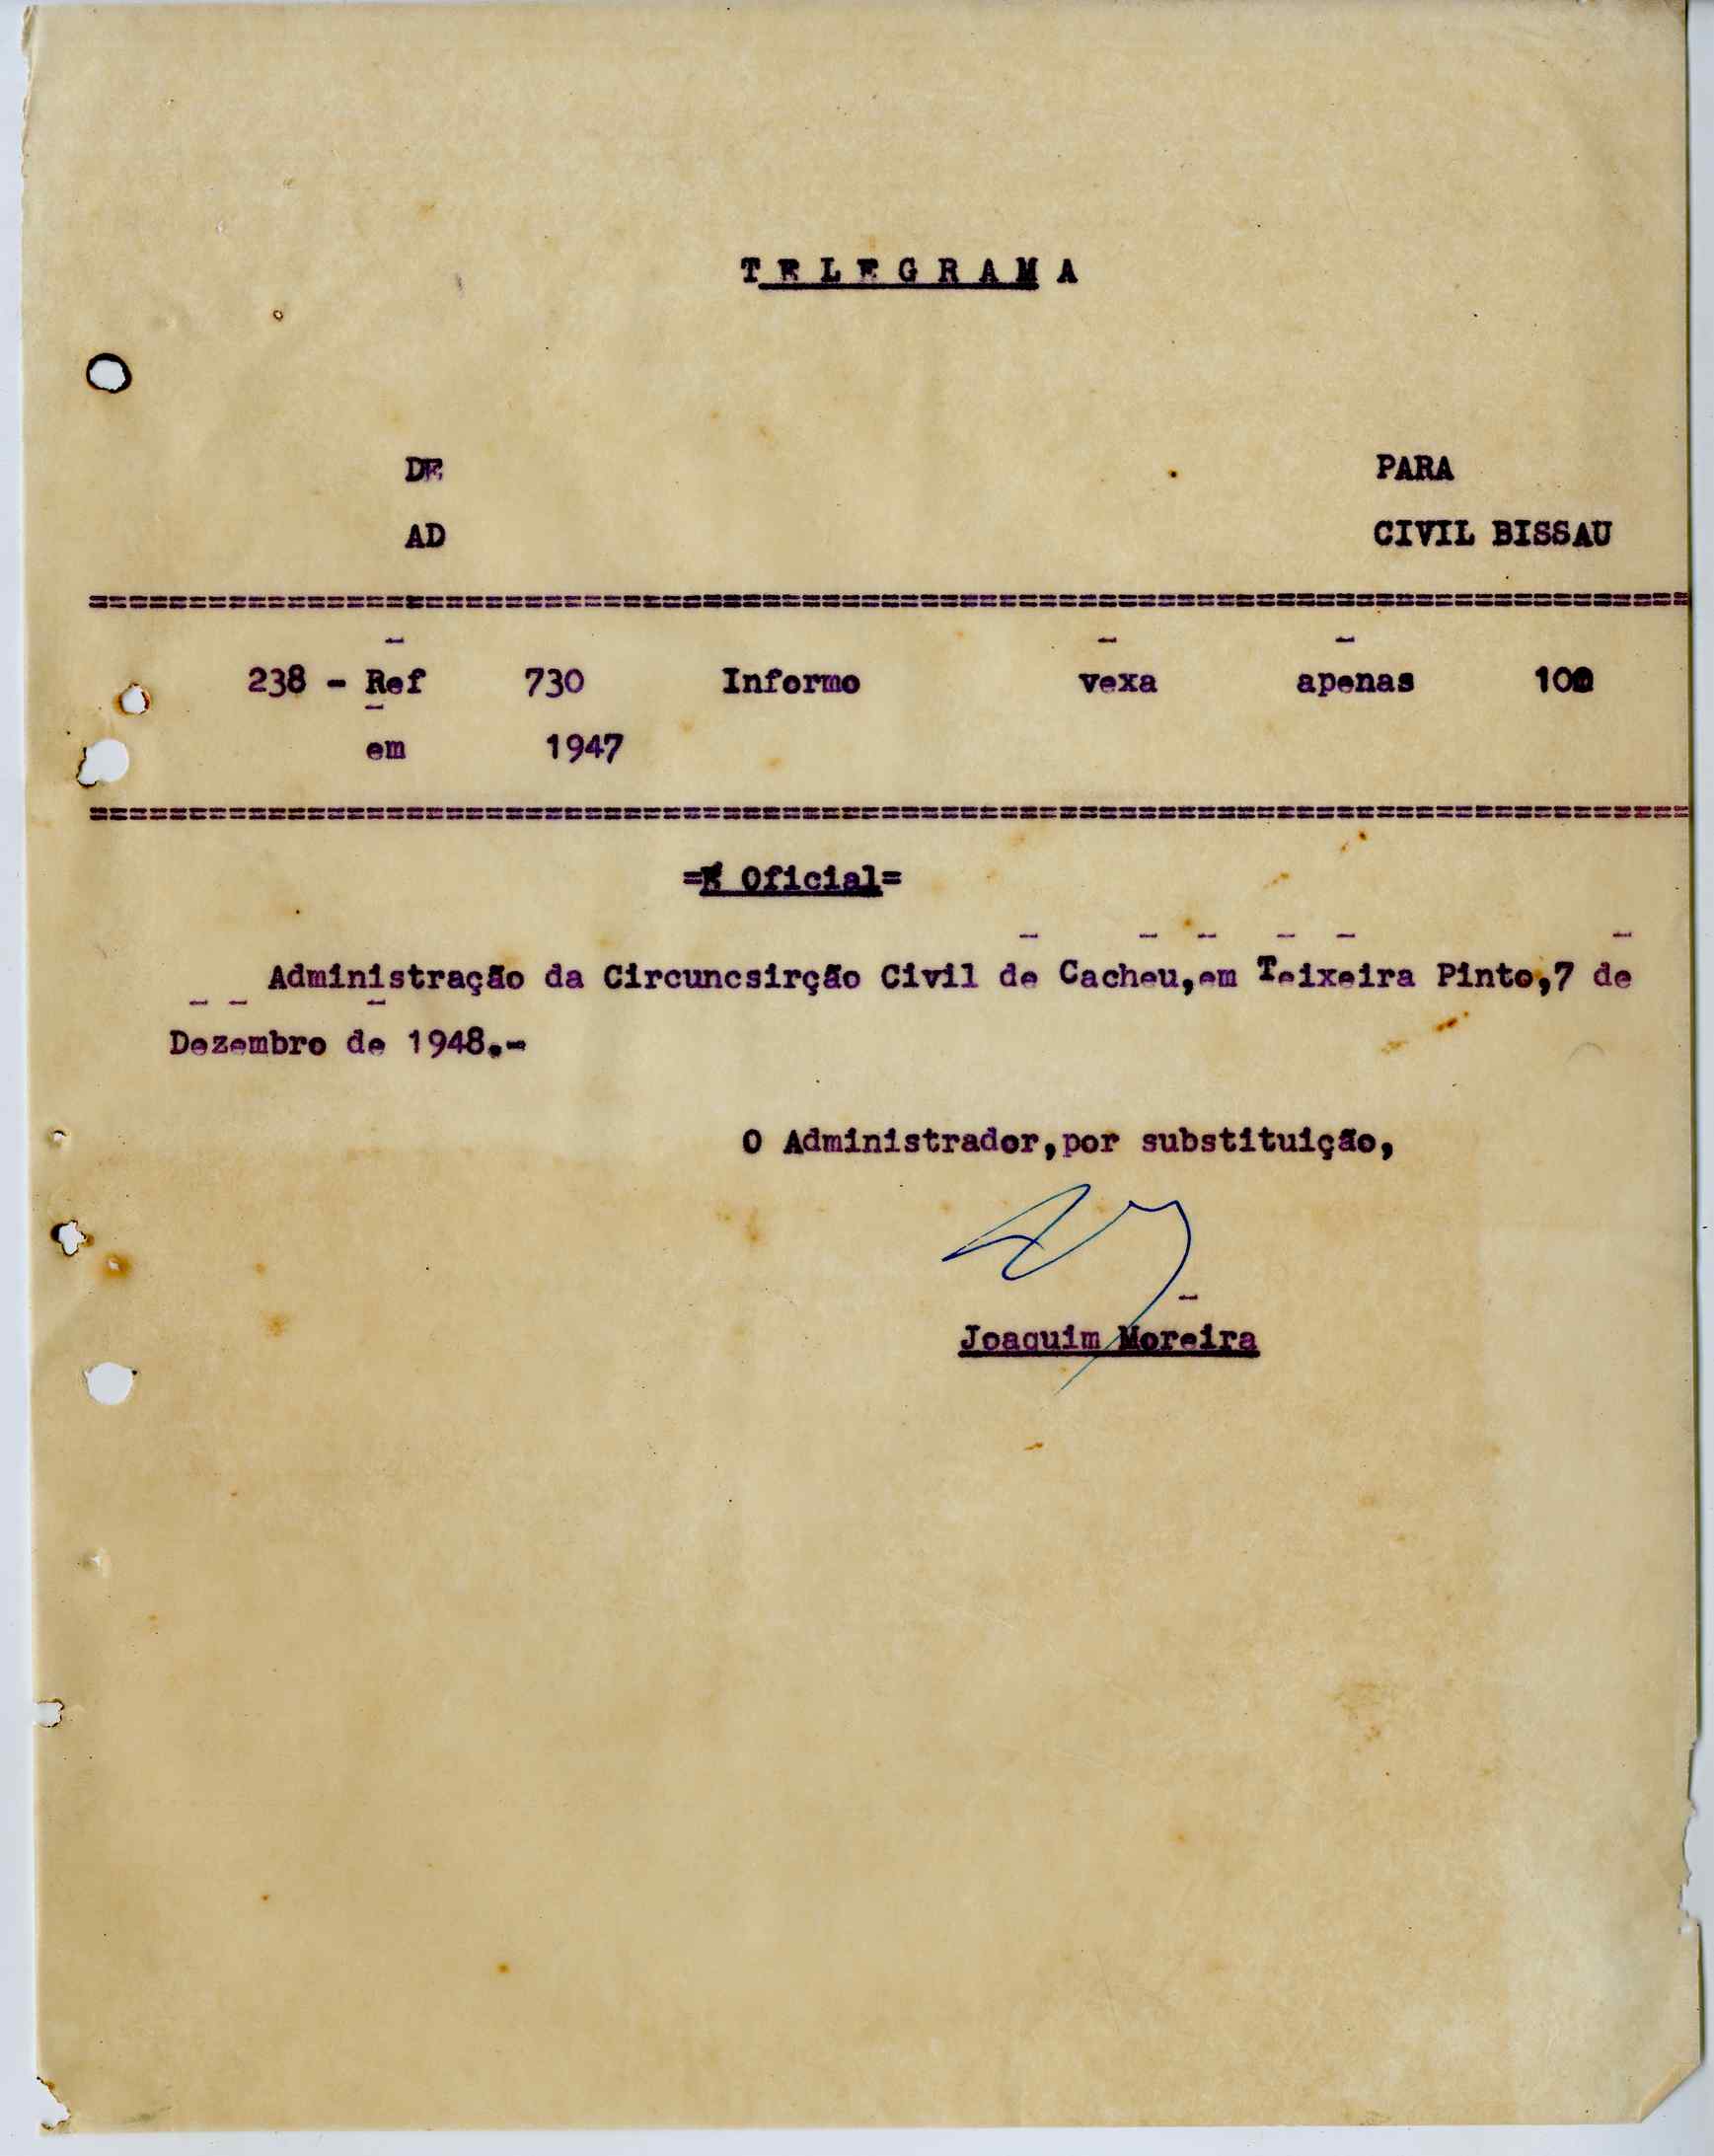 TELEGRAMA
DE PARA
AD CIVIL BISSAU
238 - Ref 730 Informo vexa apenas
em 1947
=É Oficial=
Administração da Circuncsirção Civil de Cacheu,em Teixeira Pinto,7 de
Dezembro de 1948.-
O Administrador,por substituição,
Joaquim Moreira